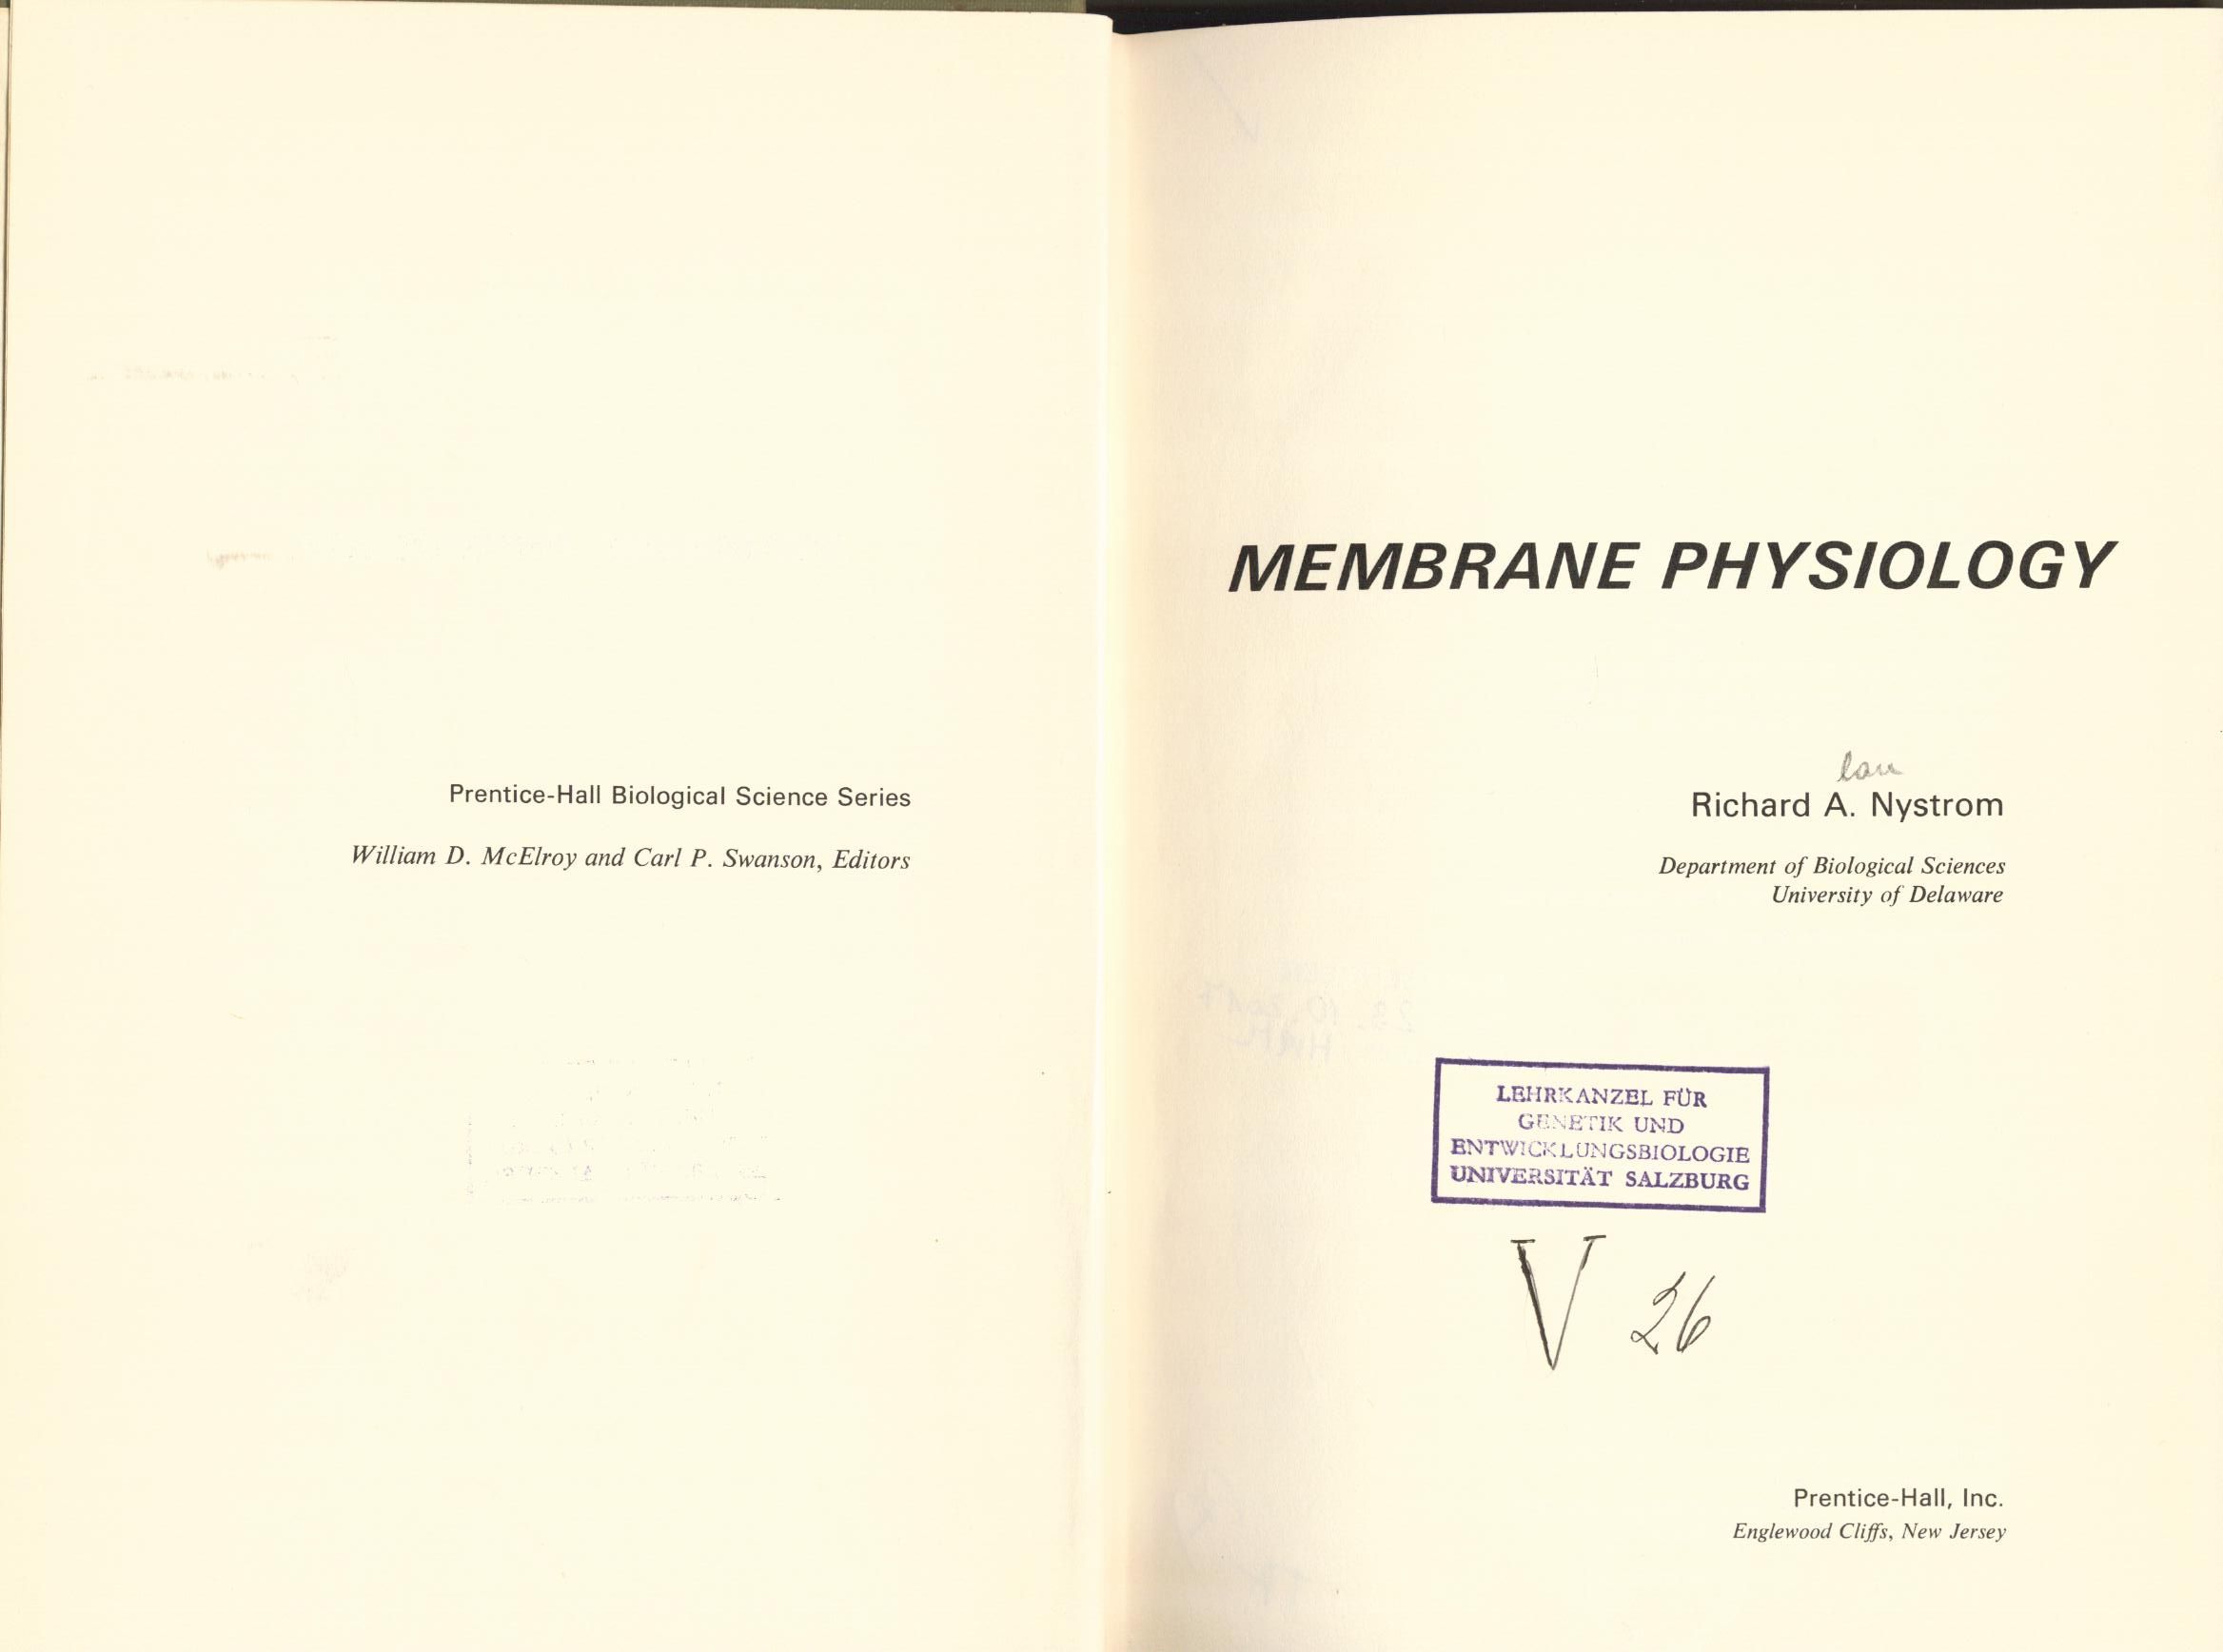 Prentice-Hall Biological Science Series
William D. McElroy and Carl P. Swanson, Editors
MEMBRANE PHYSIOLOGY
lan
Richard A. Nystrom
Department of Biological Sciences
University of Delaware
LEHRKANZEL FÜR
GENETIK UND
ENTWICKLUNGSBIOLOGIE
UNIVERSITÄT SALZBURG
V 26
Prentice-Hall, Inc.
Englewood Cliffs, New Jersey